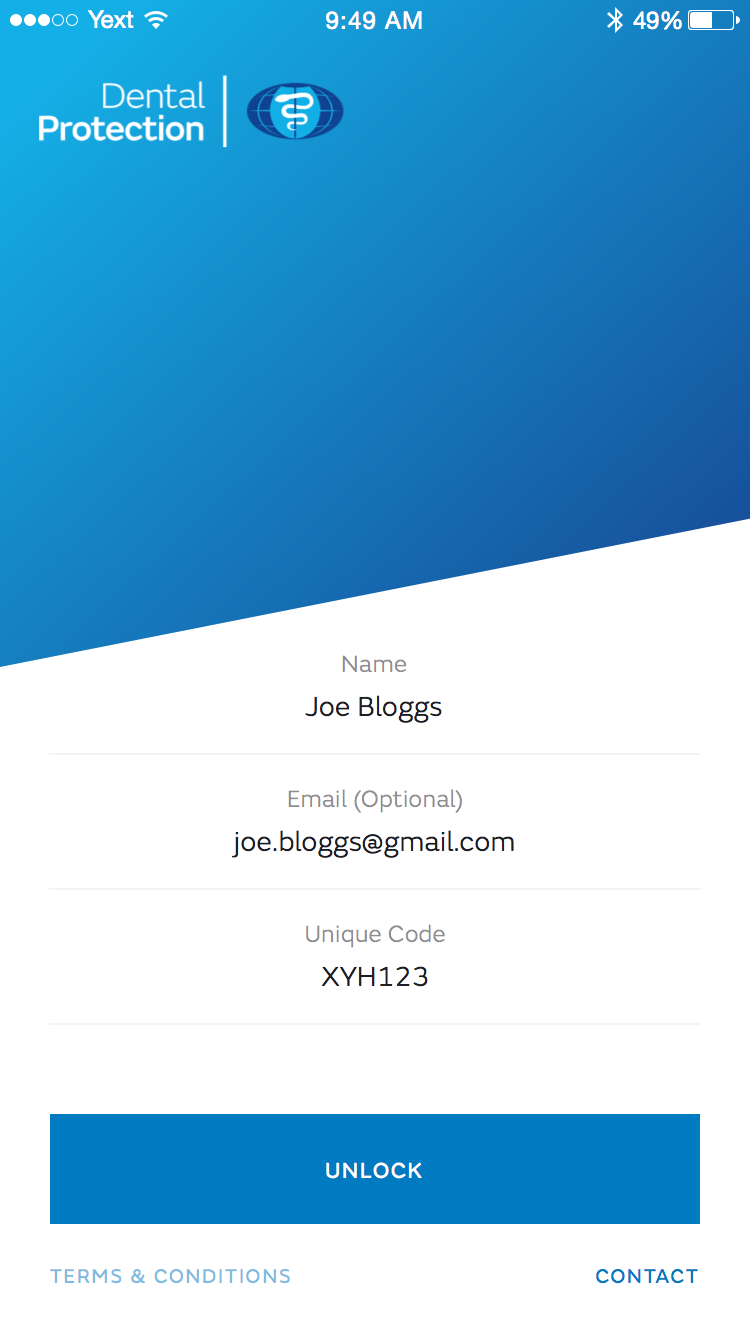 Yext 9:49 AM 49%
Dental
Protection
Name
Joe Bloggs
Email (Optional)
joe.bloggs@gmail.com
Unique Code
XYH123
UNLOCK
TERMS & CONDITIONS CONTACT